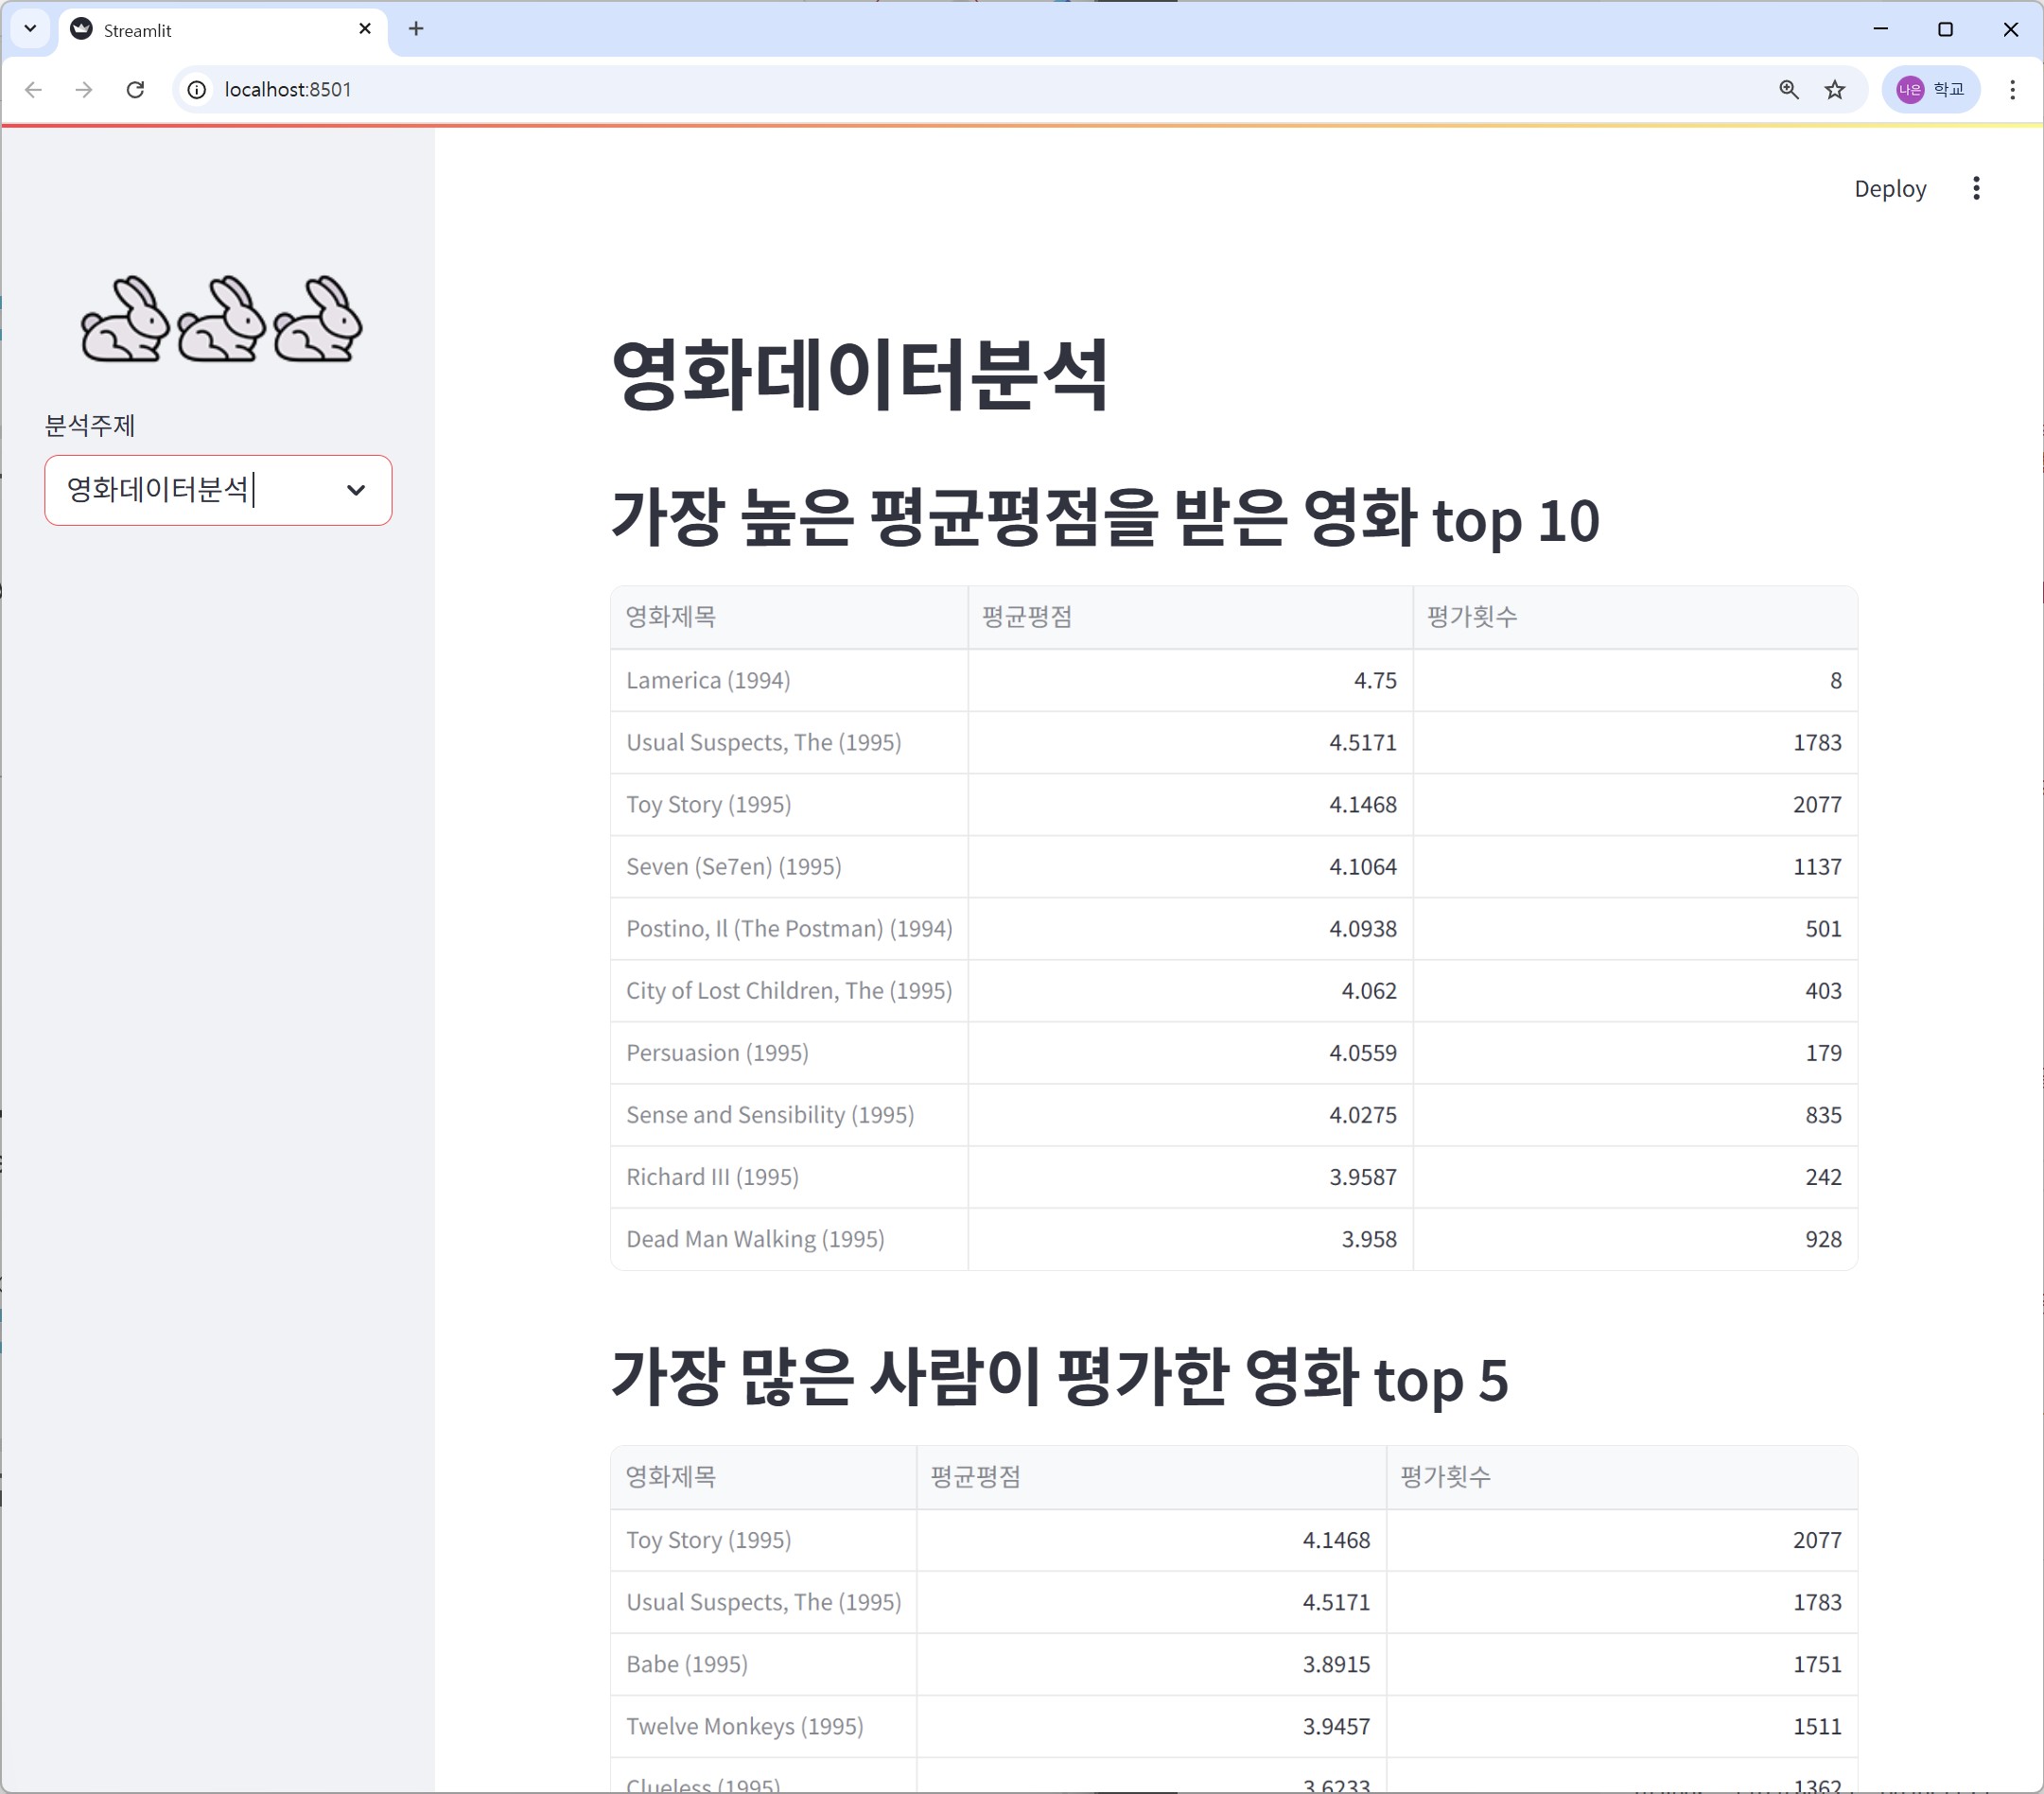 Streamlit
localhost:8501
나은 학교
Deploy
분석주제
영화데이터분석
영화데이터분석
가장 높은 평균평점을 받은 영화 top 10
영화제목 평균평점 평가횟수
Lamerica (1994) 4.75 8
Usual Suspects, The (1995) 4.5171 1783
Toy Story (1995) 4.1468 2077
Seven (Se7en) (1995) 4.1064 1137
Postino, Il (The Postman) (1994) 4.0938 501
City of Lost Children, The (1995) 4.062 403
Persuasion (1995) 4.0559 179
Sense and Sensibility (1995) 4.0275 835
Richard III (1995) 3.9587 242
Dead Man Walking (1995) 3.958 928
가장 많은 사람이 평가한 영화 top 5
영화제목 평균평점 평가횟수
Toy Story (1995) 4.1468 2077
Usual Suspects, The (1995) 4.5171 1783
Babe (1995) 3.8915 1751
Twelve Monkeys (1995) 3.9457 1511
Clueless (1995) 3.6233 1362